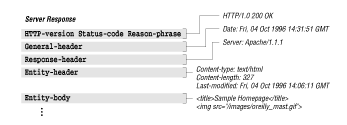 Server Response
HTTP-version Status-code Reason-phrase
HTTP/1.0 200 OK
General-header
Date: Fri, 04 Oct 1996 14:31:51 GMT
Response-header
Server: Apache/1.1.1
Entity-header
Content-type: text/html
Content-length: 327
Last-modified: Fri, 04 Oct 1996 14:06:11 GMT
Entity-body
<title>Sample Homepage</title>
<img src="/images/oreilly_mast.gif">